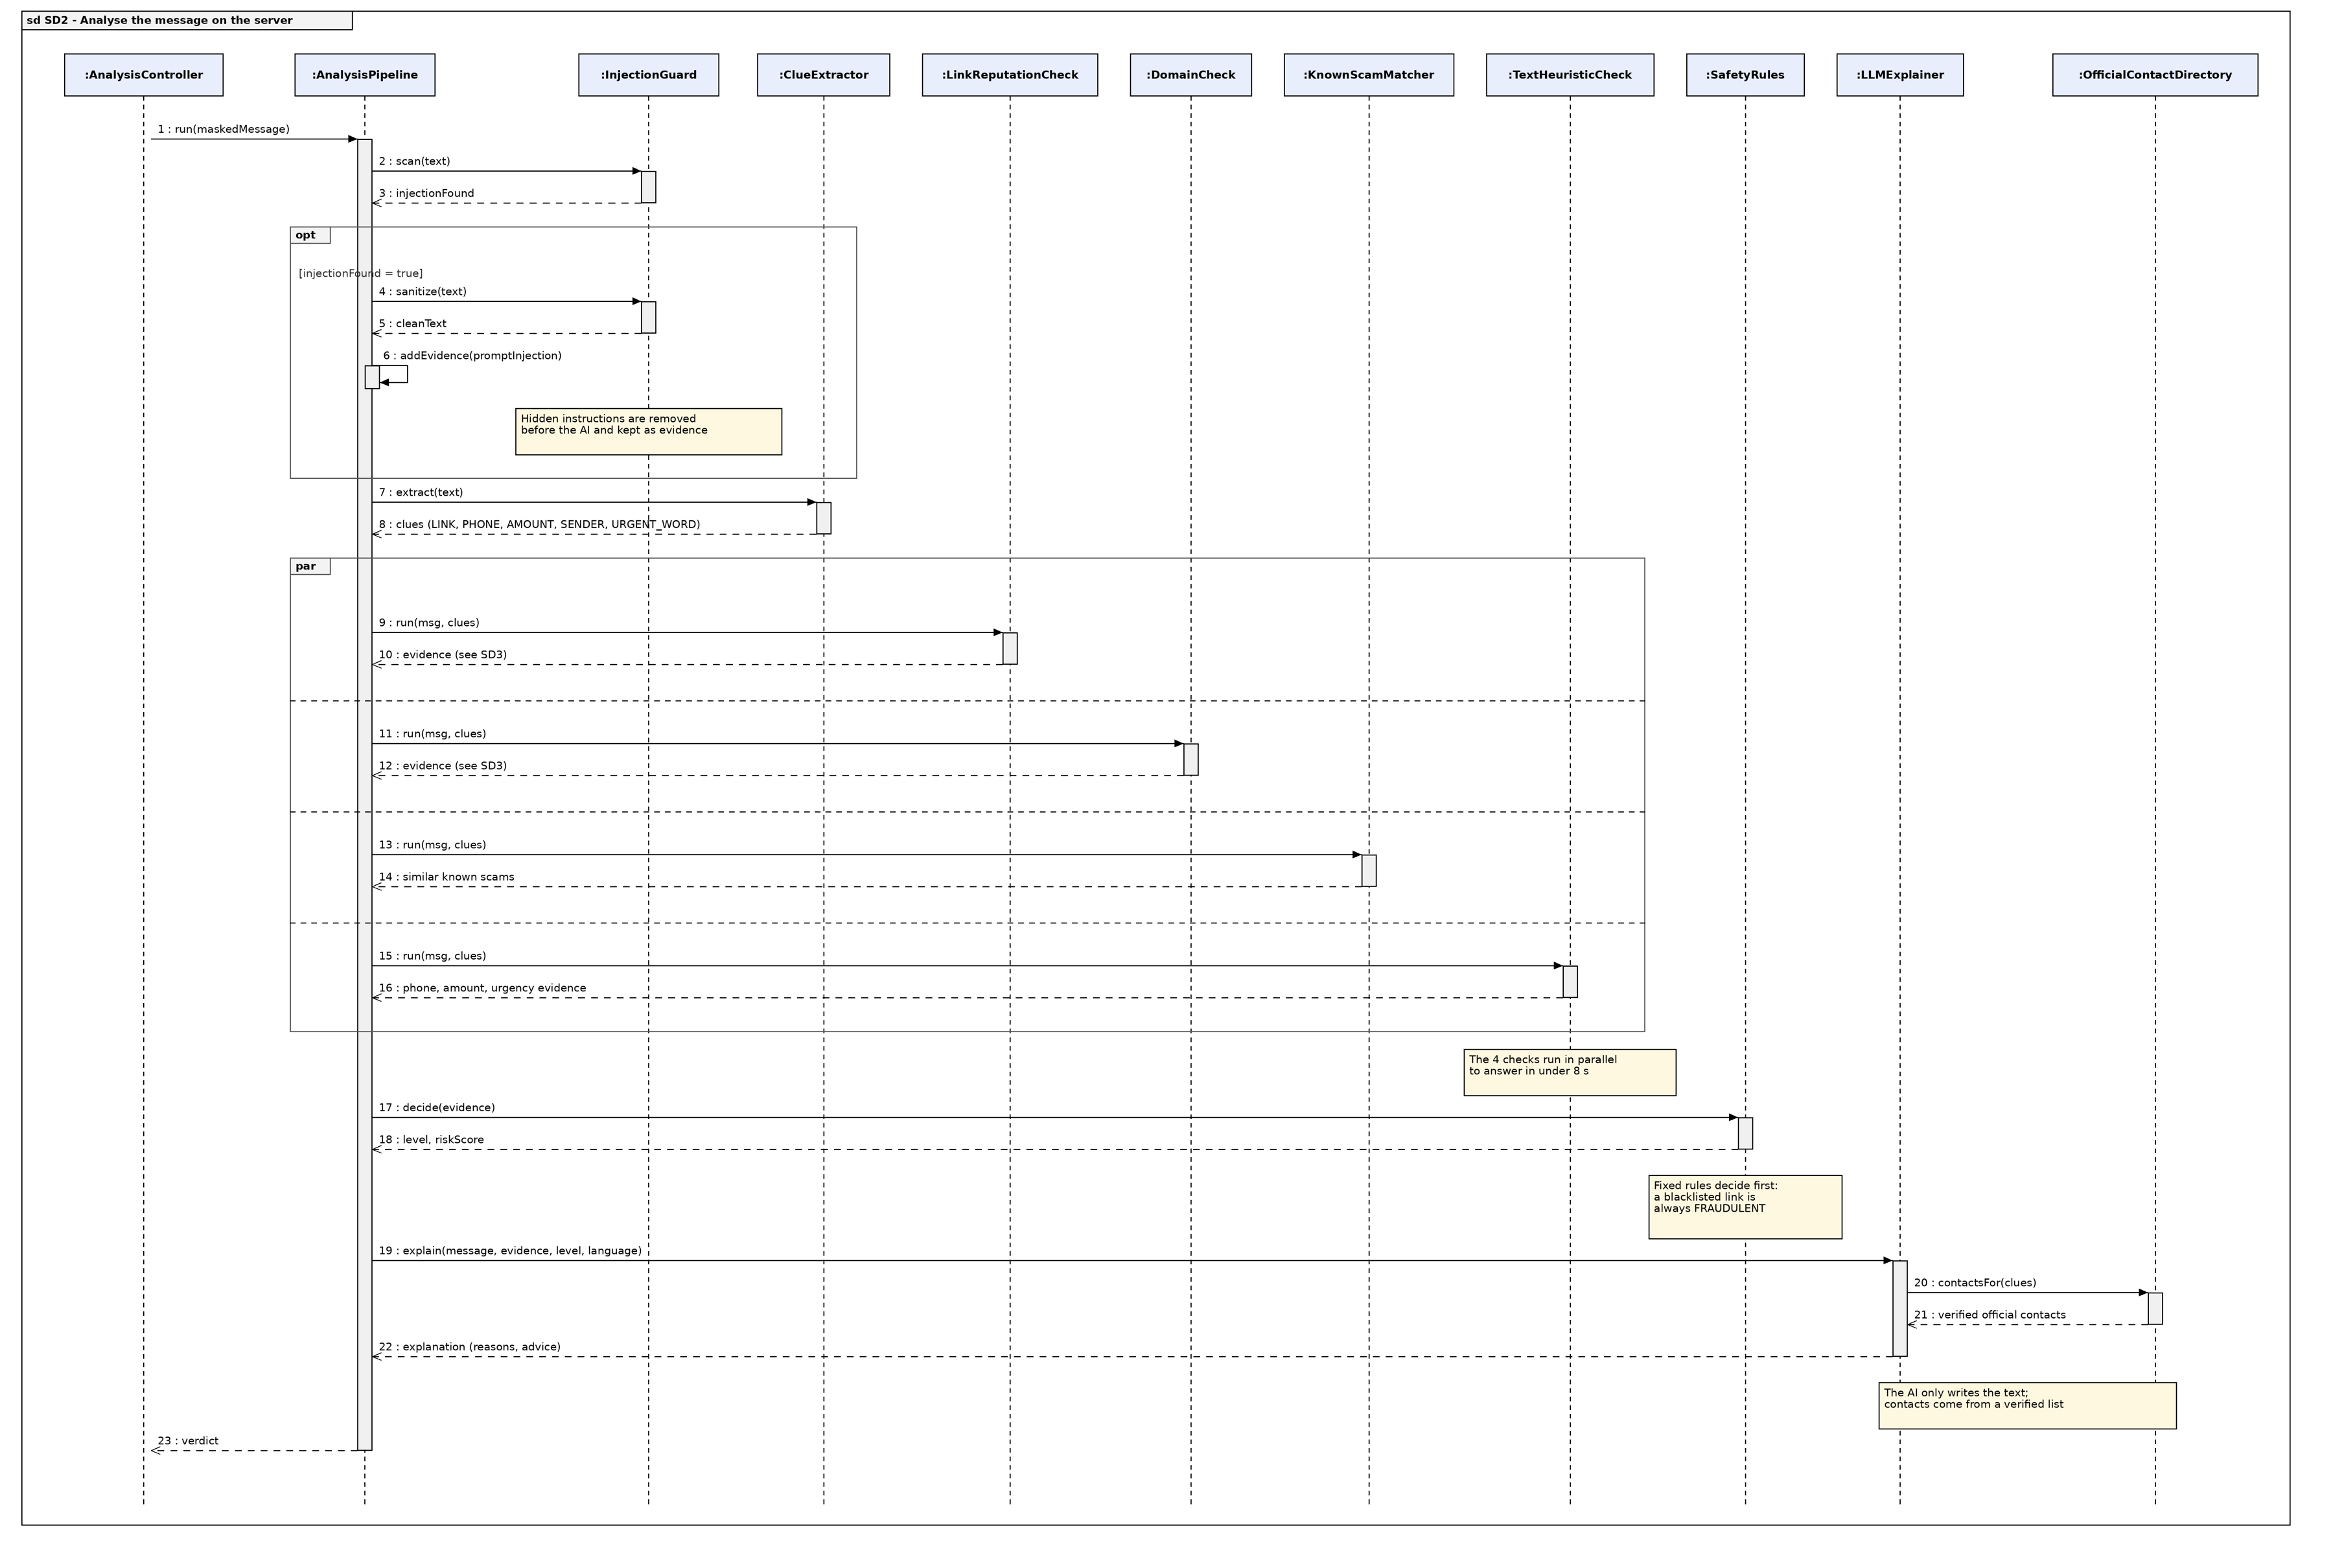 sd SD2 - Analyse the message on the server
:AnalysisController
:AnalysisPipeline
:InjectionGuard
:ClueExtractor
:LinkReputationCheck
:DomainCheck
:KnownScamMatcher
:TextHeuristicCheck
:SafetyRules
:LLMExplainer
:OfficialContactDirectory
1 : run(maskedMessage)
2 : scan(text)
3 : injectionFound
opt
[injectionFound = true]
4 : sanitize(text)
5 : cleanText
6 : addEvidence(promptInjection)
Hidden instructions are removed
before the AI and kept as evidence
7 : extract(text)
8 : clues (LINK, PHONE, AMOUNT, SENDER, URGENT_WORD)
par
9 : run(msg, clues)
10 : evidence (see SD3)
11 : run(msg, clues)
12 : evidence (see SD3)
13 : run(msg, clues)
14 : similar known scams
15 : run(msg, clues)
16 : phone, amount, urgency evidence
The 4 checks run in parallel
to answer in under 8 s
17 : decide(evidence)
18 : level, riskScore
Fixed rules decide first:
a blacklisted link is
always FRAUDULENT
19 : explain(message, evidence, level, language)
20 : contactsFor(clues)
21 : verified official contacts
22 : explanation (reasons, advice)
The AI only writes the text;
contacts come from a verified list
23 : verdict